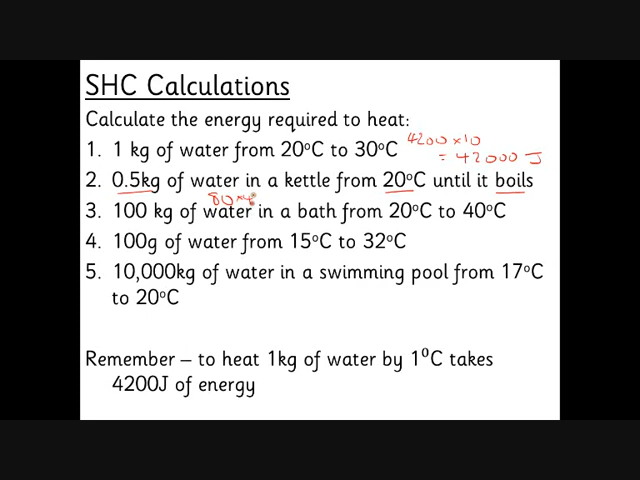 SHC Calculations
Calculate the energy required to heat:
4200 × 10
1. 1 kg of water from 20°C to 30°C
= 42000 J
2. 0.5kg of water in a kettle from 20°C until it boils
80 ×
3. 100 kg of water in a bath from 20°C to 40°C
4. 100g of water from 15°C to 32°C
5. 10,000kg of water in a swimming pool from 17°C
to 20°C
Remember – to heat 1kg of water by 1⁰C takes
4200J of energy